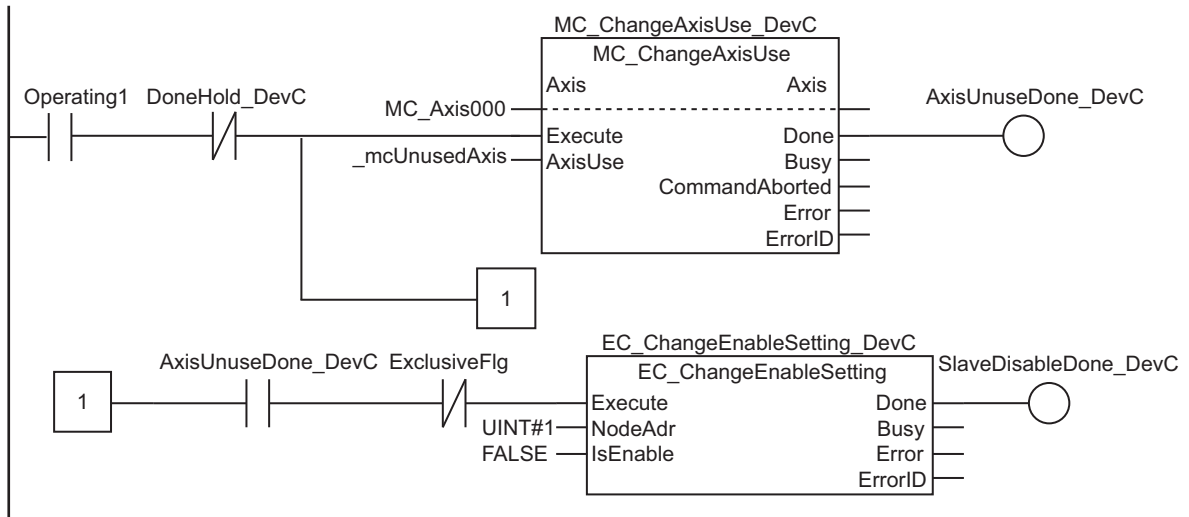 MC_ChangeAxisUse_DevC
MC_ChangeAxisUse
Operating1 DoneHold_DevC
Axis Axis
AxisUnuseDone_DevC
MC_Axis000
Execute Done
_mcUnusedAxis AxisUse Busy
CommandAborted
Error
ErrorID
1
EC_ChangeEnableSetting_DevC
AxisUnuseDone_DevC ExclusiveFlg EC_ChangeEnableSetting SlaveDisableDone_DevC
1 Execute Done
UINT#1 NodeAdr Busy
FALSE IsEnable Error
ErrorID